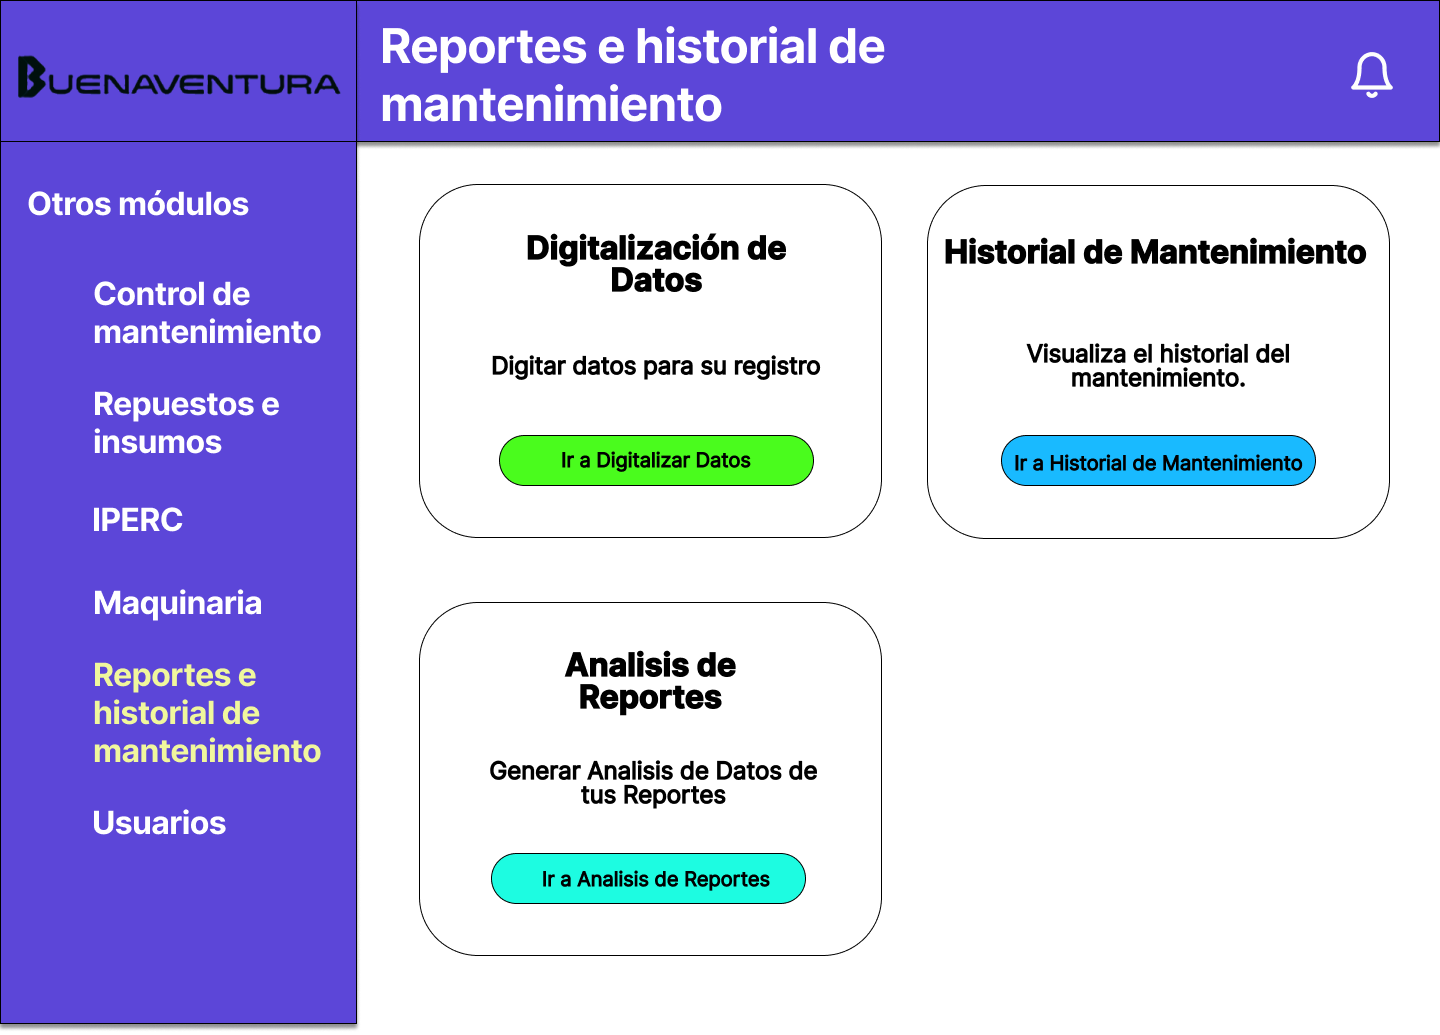 BUENAVENTURA
Reportes e historial de
mantenimiento
Otros módulos
Control de
mantenimiento
Repuestos e
insumos
IPERC
Maquinaria
Reportes e
historial de
mantenimiento
Usuarios
Digitalización de
Datos
Digitar datos para su registro
Ir a Digitalizar Datos
Historial de Mantenimiento
Visualiza el historial del
mantenimiento.
Ir a Historial de Mantenimiento
Analisis de
Reportes
Generar Analisis de Datos de
tus Reportes
Ir a Analisis de Reportes